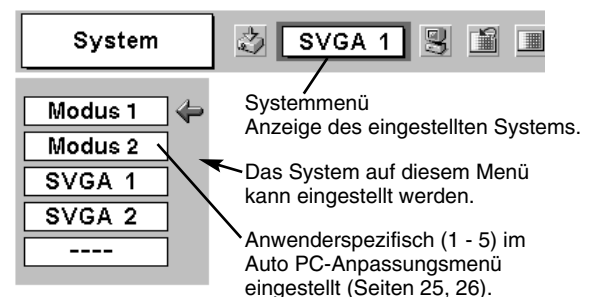 System
SVGA 1
Modus 1
Modus 2
SVGA 1
SVGA 2
----
Systemmenü
Anzeige des eingestellten Systems.
Das System auf diesem Menü
kann eingestellt werden.
Anwenderspezifisch (1 - 5) im
Auto PC-Anpassungsmenü
eingestellt (Seiten 25, 26).